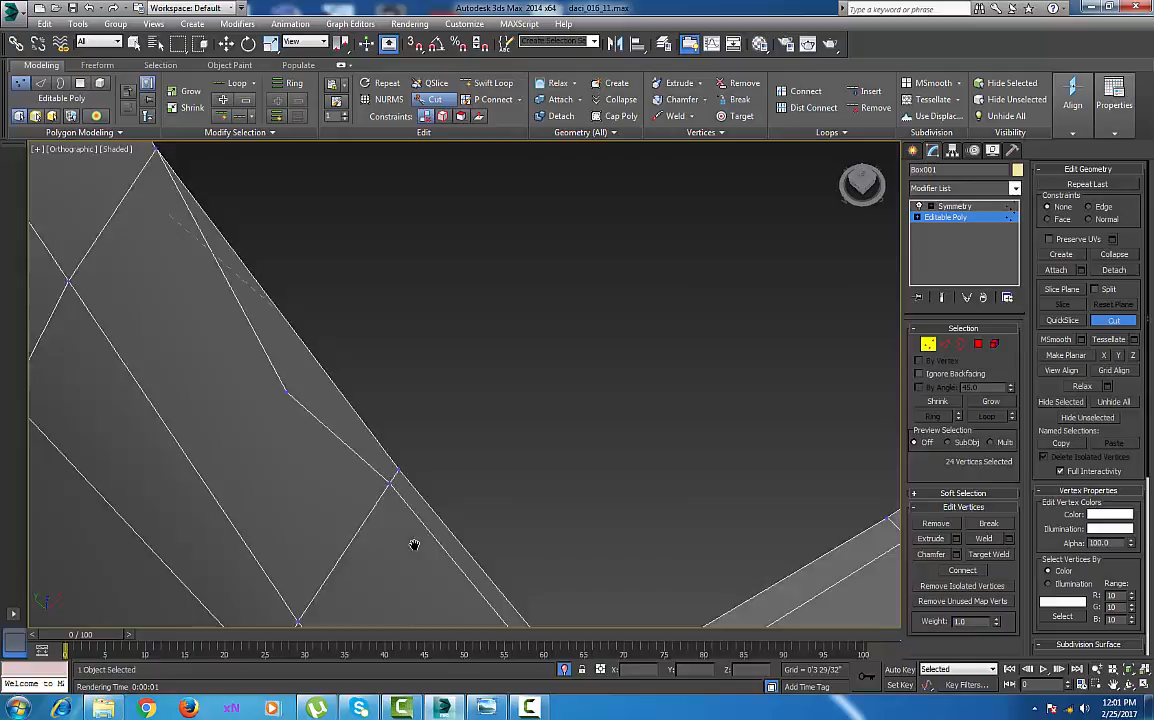 Workspace: Default
Autodesk 3ds Max 2014 x64
daci_016_11.max
Type a keyword or phrase
Edit Tools Group Views Create Modifiers Animation Graph Editors Rendering Customize MAXScript Help
All
View
Create Selection Se
Modeling Freeform Selection Object Paint Populate
Editable Poly
Grow
Shrink
Loop
Ring
Repeat QSlice Swift Loop
NURMS Cut P Connect
Constraints:
Relax Create
Attach Collapse
Detach Cap Poly
Extrude Remove
Chamfer Break
Weld Target
Connect Insert
Dist Connect Remove
MSmooth
Tessellate
Use Displac...
Hide Selected
Hide Unselected
Unhide All
Align
Properties
Polygon Modeling Modify Selection Edit Geometry (All) Vertices Loops Subdivision Visibility
[+] [Orthographic] [Shaded]
Box001
Modifier List
Symmetry
Editable Poly
Selection
By Vertex
Ignore Backfacing
By Angle: 45.0
Shrink Grow
Ring Loop
Preview Selection
Off SubObj Multi
24 Vertices Selected
Soft Selection
Edit Vertices
Remove Break
Extrude Weld
Chamfer Target Weld
Connect
Remove Isolated Vertices
Remove Unused Map Verts
Weight: 1.0
Edit Geometry
Repeat Last
Constraints
None Edge
Face Normal
Preserve UVs
Create Collapse
Attach Detach
Slice Plane Split
Slice Reset Plane
QuickSlice Cut
MSmooth Tessellate
Make Planar X Y Z
View Align Grid Align
Relax
Hide Selected Unhide All
Hide Unselected
Named Selections:
Copy Paste
Delete Isolated Vertices
Full Interactivity
Vertex Properties
Edit Vertex Colors
Color:
Illumination:
Alpha: 100.0
Select Vertices By
Color
Illumination
Range:
R: 10
G: 10
B: 10
Select
Subdivision Surface
0 / 100
0 5 10 15 20 25 30 35 40 45 50 55 60 65 70 75 80 85 90 95 100
1 Object Selected
X: Y: Z:
Grid = 0'3 29/32"
Auto Key Selected
Welcome to M
Rendering Time 0:00:01
Add Time Tag
Set Key Key Filters...
0
12:01 PM
2/25/2017